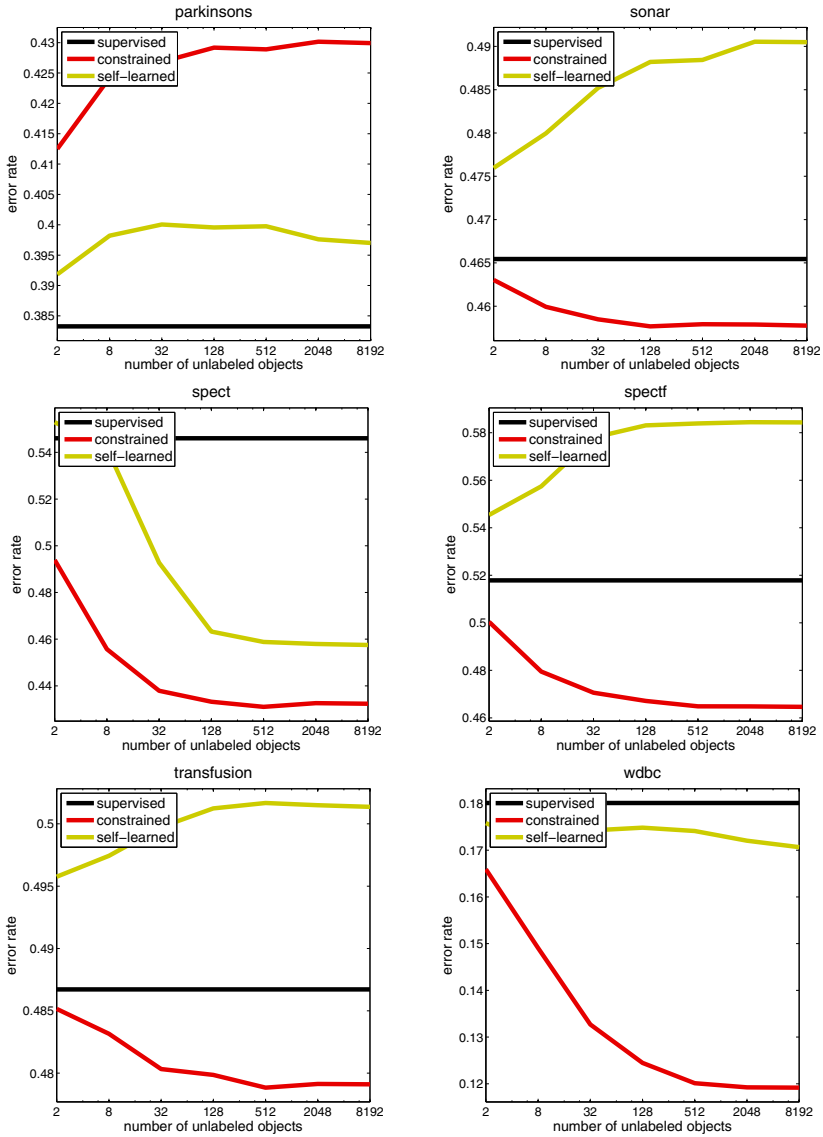 parkinsons
supervised
constrained
self-learned
error rate
0.43
0.425
0.42
0.415
0.41
0.405
0.4
0.395
0.39
0.385
2 8 32 128 512 2048 8192
number of unlabeled objects
sonar
supervised
constrained
self-learned
error rate
0.49
0.485
0.48
0.475
0.47
0.465
0.46
2 8 32 128 512 2048 8192
number of unlabeled objects
spect
supervised
constrained
self-learned
error rate
0.54
0.52
0.5
0.48
0.46
0.44
2 8 32 128 512 2048 8192
number of unlabeled objects
spectf
supervised
constrained
self-learned
error rate
0.58
0.56
0.54
0.52
0.5
0.48
0.46
2 8 32 128 512 2048 8192
number of unlabeled objects
transfusion
supervised
constrained
self-learned
error rate
0.5
0.495
0.49
0.485
0.48
2 8 32 128 512 2048 8192
number of unlabeled objects
wdbc
supervised
constrained
self-learned
error rate
0.18
0.17
0.16
0.15
0.14
0.13
0.12
2 8 32 128 512 2048 8192
number of unlabeled objects